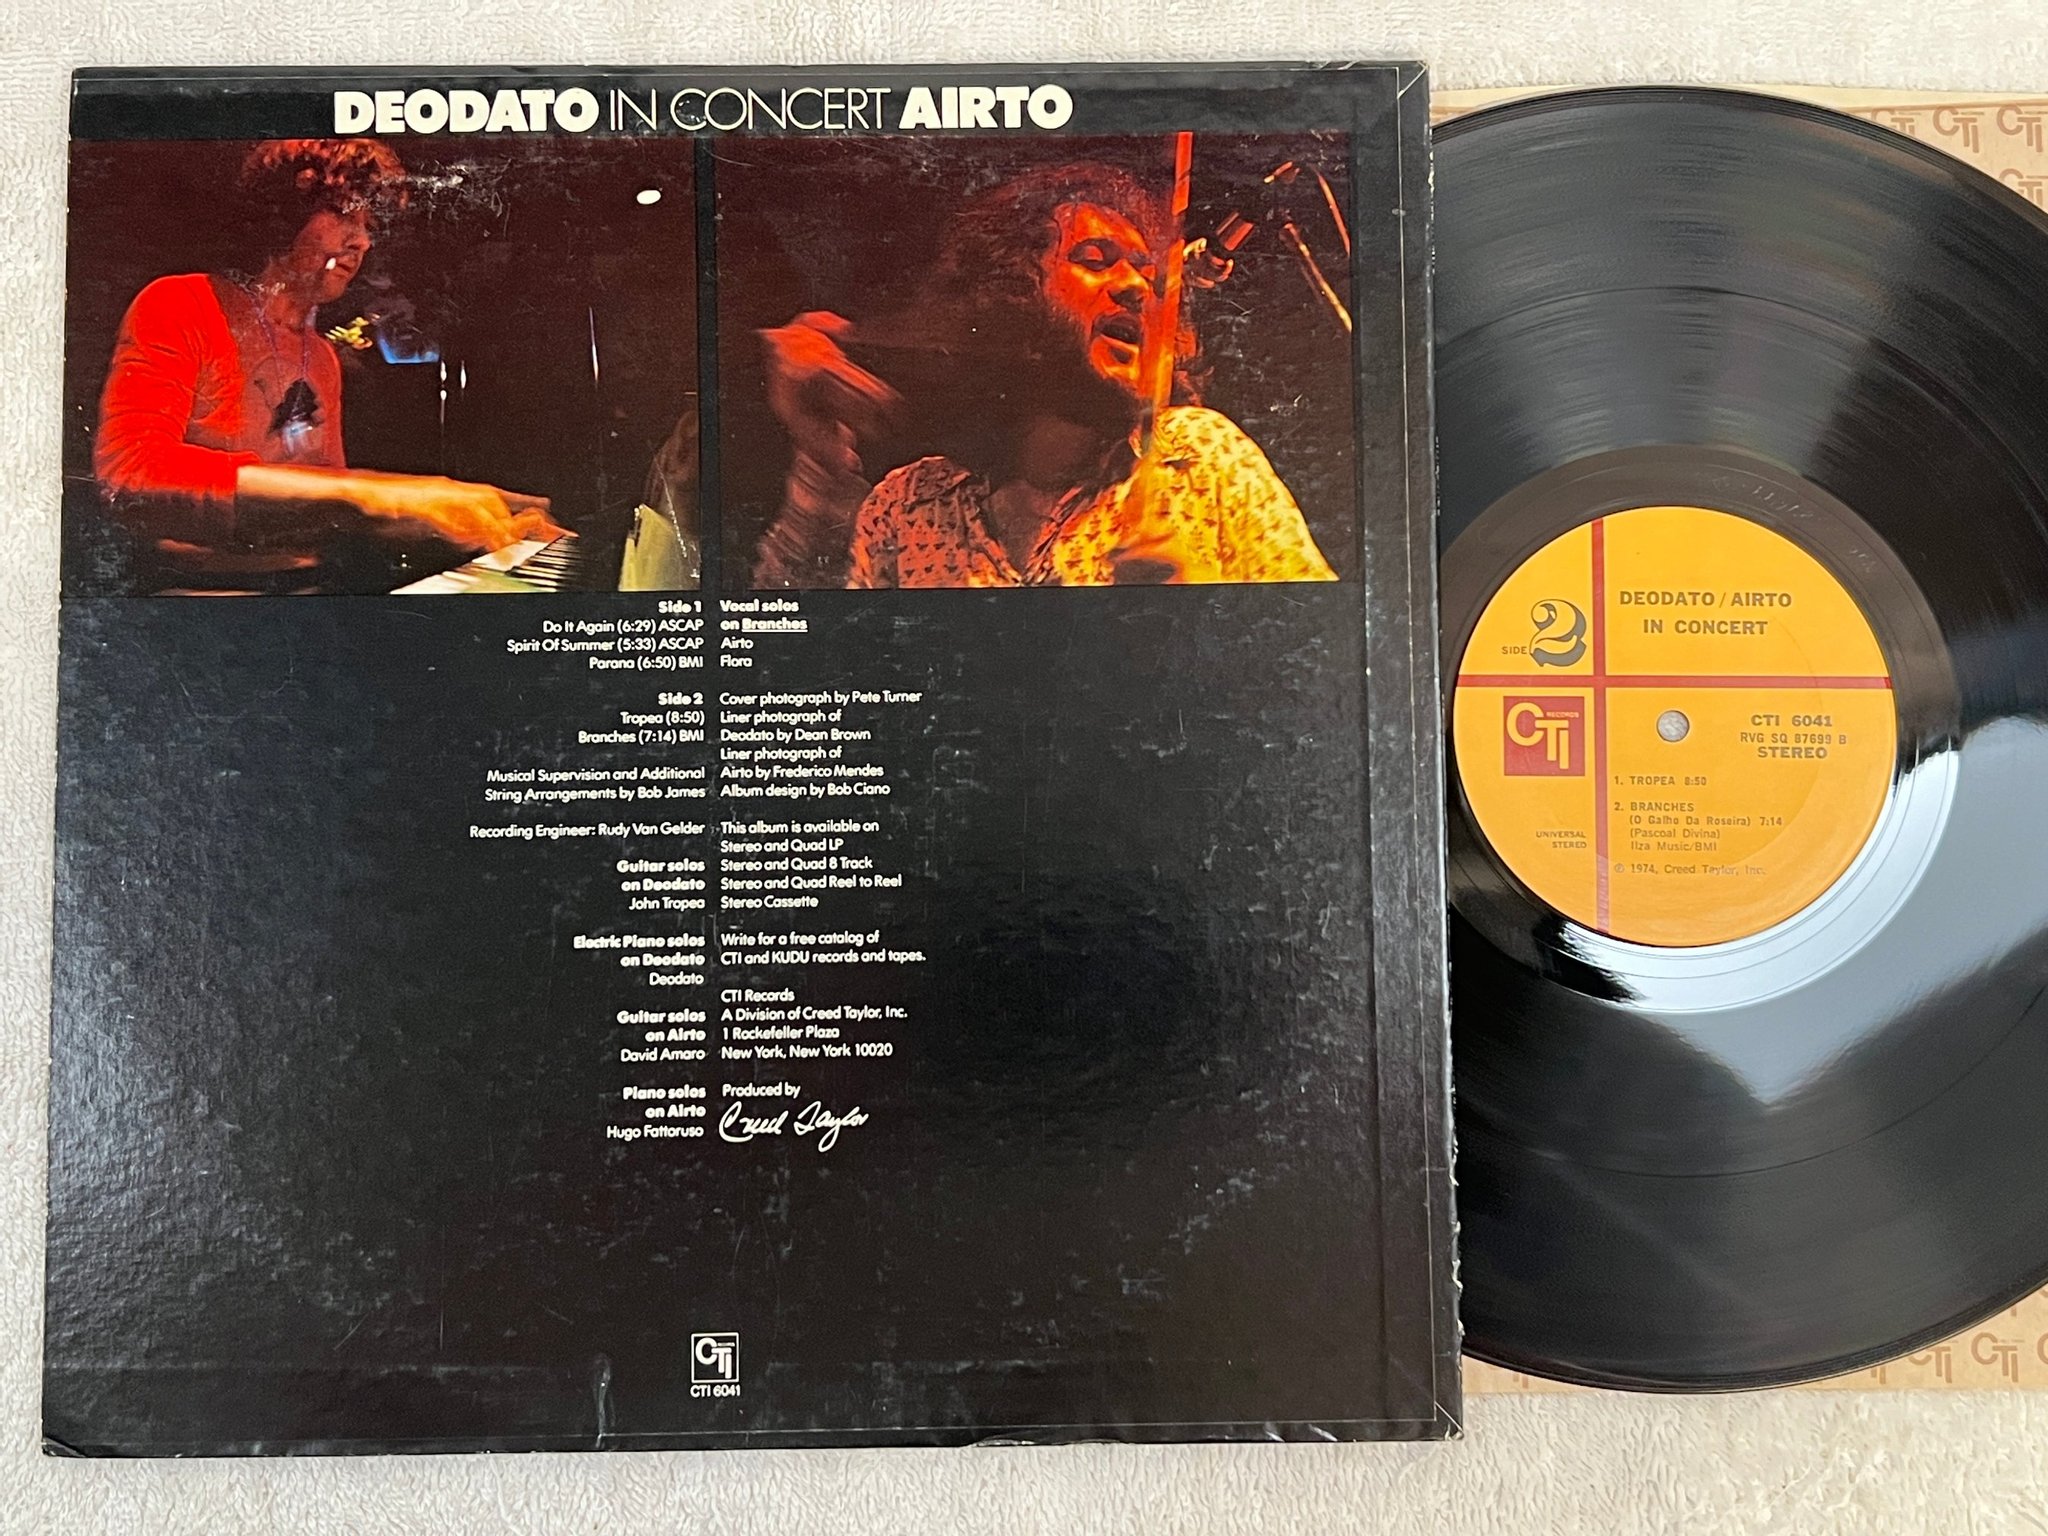 DEODATO IN CONCERT AIRTO
Side 1
Do It Again (6:29) ASCAP
Spirit Of Summer (5:33) ASCAP
Parana (6:50) BMI
Side 2
Tropea (8:50)
Branches (7:14) BMI
Musical Supervision and Additional
String Arrangements by Bob James
Recording Engineer: Rudy Van Gelder
Guitar solos
on Deodato
John Tropea
Electric Piano solos
on Deodato
Deodato
Guitar solos
on Airto
David Amaro
Piano solos
on Airto
Hugo Fattoruso
Vocal solos
on Branches
Airto
Flora
Cover photograph by Pete Turner
Liner photograph of
Deodato by Dean Brown
Liner photograph of
Airto by Frederico Mendes
Album design by Bob Ciano
This album is available on
Stereo and Quad LP
Stereo and Quad 8 Track
Stereo and Quad Reel to Reel
Stereo Cassette
Write for a free catalog of
CTI and KUDU records and tapes.
CTI Records
A Division of Creed Taylor, Inc.
1 Rockefeller Plaza
New York, New York 10020
Produced by
Creed Taylor
CTI RECORDS
CTI 6041
DEODATO / AIRTO
IN CONCERT
SIDE 2
CTI RECORDS
CTI 6041
RVG SQ 87699 B
STEREO
1. TROPEA 8:50
2. BRANCHES
(O Galho Da Roseira) 7:14
(Pascoal Divina)
Ilza Music/BMI
UNIVERSAL
STEREO
℗ 1974, Creed Taylor, Inc.
CTI CTI CTI
CTI
CTI
CTI CTI CTI